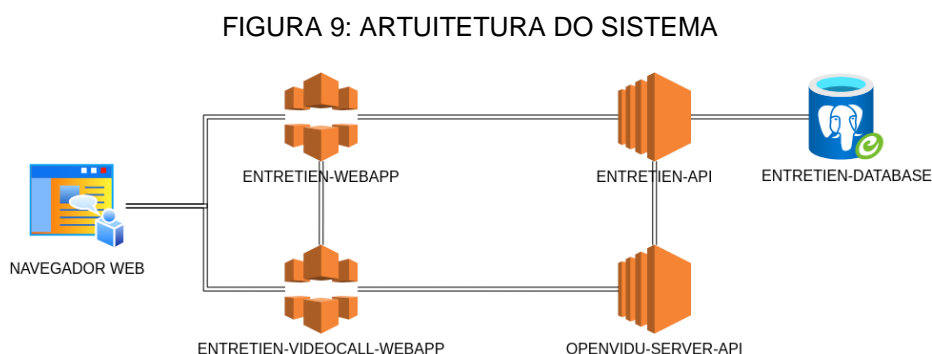 FIGURA 9: ARTUITETURA DO SISTEMA
ENTRETIEN-WEBAPP
ENTRETIEN-API
ENTRETIEN-DATABASE
NAVEGADOR WEB
ENTRETIEN-VIDEOCALL-WEBAPP
OPENVIDU-SERVER-API